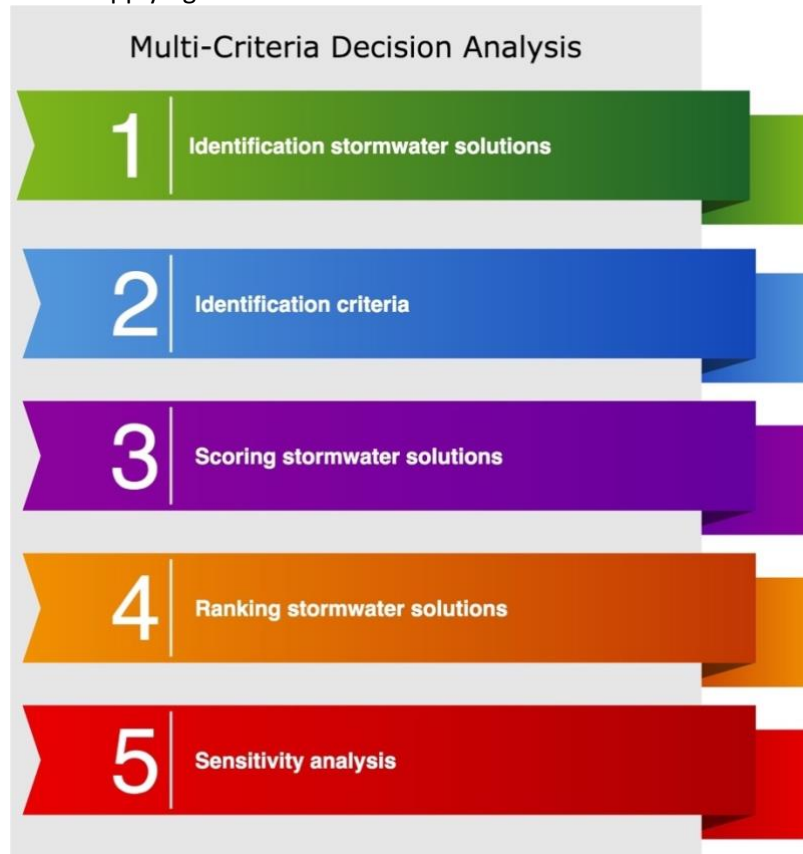 Multi-Criteria Decision Analysis
1 Identification stormwater solutions
2 Identification criteria
3 Scoring stormwater solutions
4 Ranking stormwater solutions
5 Sensitivity analysis